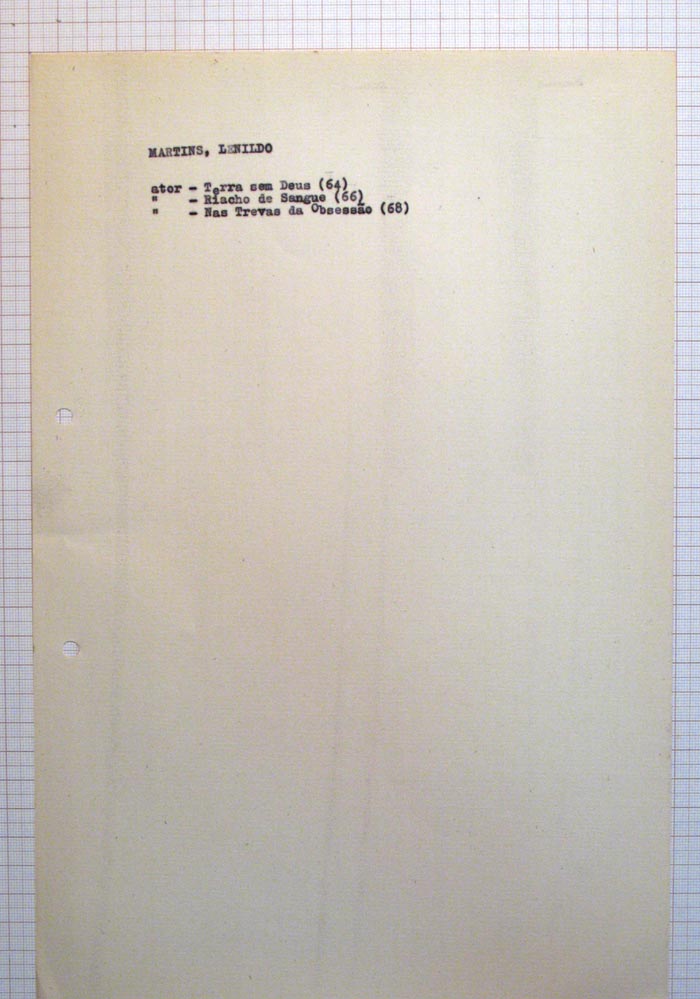 MARTINS, LENILDO
ator - Terra sem Deus (64)
" - Riacho de Sangue (66)
" - Nas Trevas da Obsessão (68)